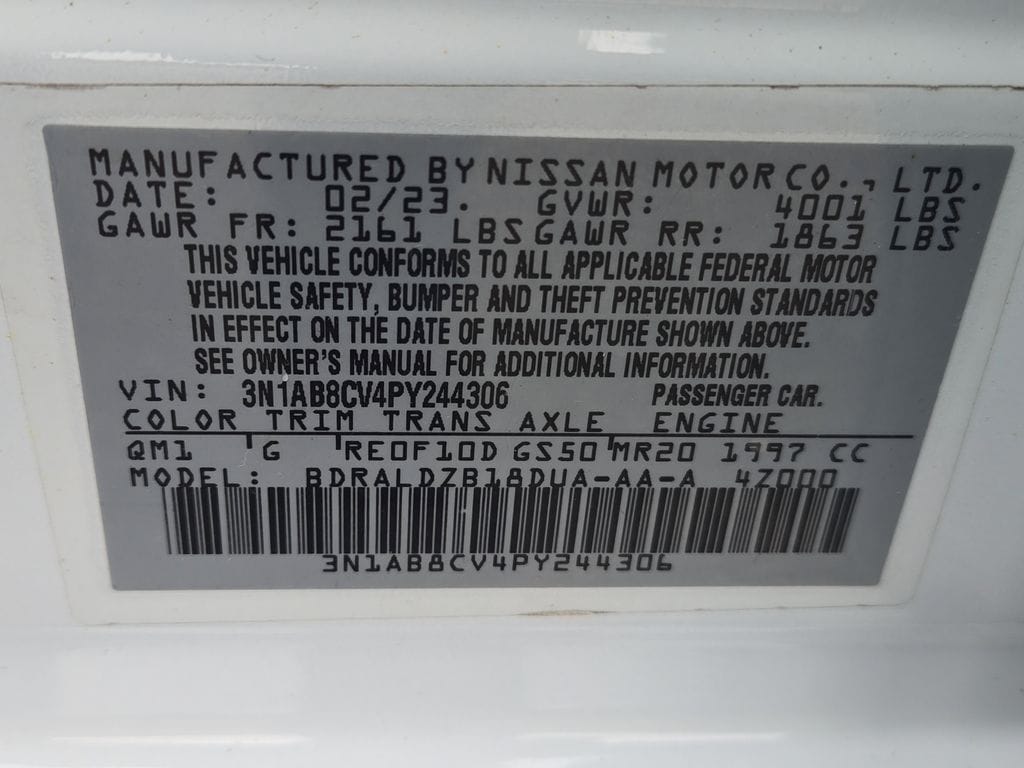 MANUFACTURED BY NISSAN MOTOR CO., LTD.
DATE: 02/23. GVWR: 4001 LBS
GAWR FR: 2161 LBS GAWR RR: 1863 LBS
THIS VEHICLE CONFORMS TO ALL APPLICABLE FEDERAL MOTOR
VEHICLE SAFETY, BUMPER AND THEFT PREVENTION STANDARDS
IN EFFECT ON THE DATE OF MANUFACTURE SHOWN ABOVE.
SEE OWNER'S MANUAL FOR ADDITIONAL INFORMATION.
VIN: 3N1AB8CV4PY244306 PASSENGER CAR.
COLOR TRIM TRANS AXLE ENGINE
QM1 G RE0F10D GS50 MR20 1997 CC
MODEL: BDRALDZB18DUA-AA-A 4Z000
3N1AB8CV4PY244306